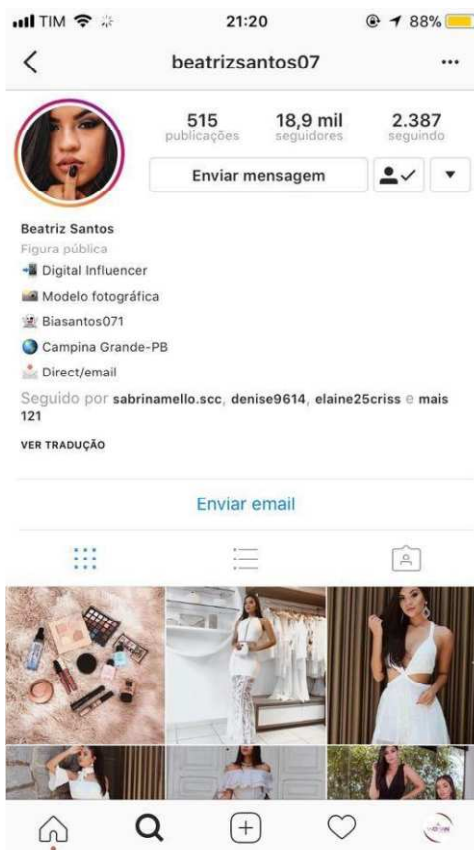 TIM 21:20 88%
beatrizsantos07
515 18,9 mil 2.387
publicações seguidores seguindo
Enviar mensagem
Beatriz Santos
Figura pública
Digital Influencer
Modelo fotográfica
Biasantos071
Campina Grande-PB
Direct/email
Seguido por sabrinamello.scc, denise9614, elaine25criss e mais
121
VER TRADUÇÃO
Enviar email